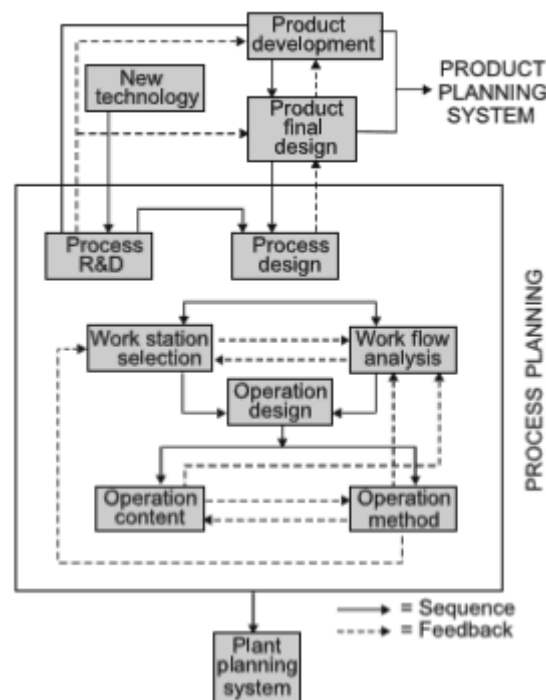 Product
development
New
technology
PRODUCT
PLANNING
SYSTEM
Product
final
design
Process
R&D
Process
design
PROCESS PLANNING
Work station
selection
Work flow
analysis
Operation
design
Operation
content
Operation
method
= Sequence
= Feedback
Plant
planning
system